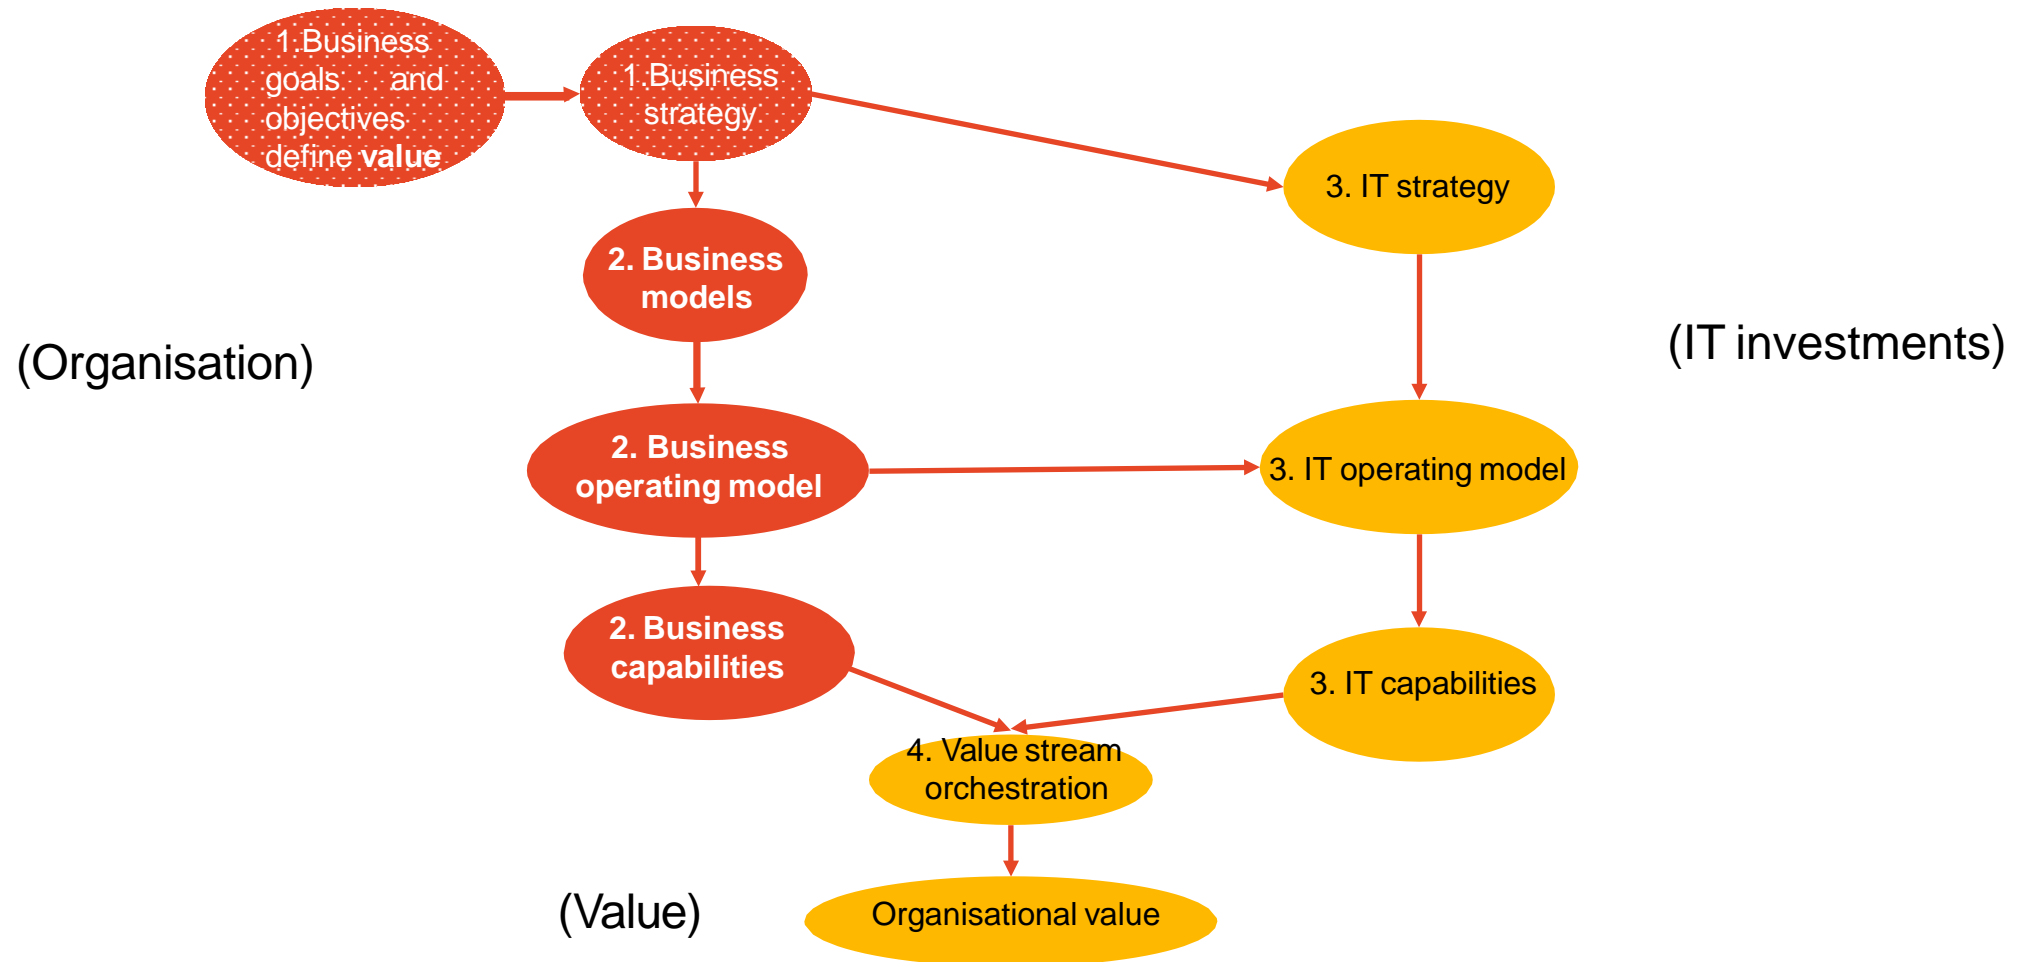 1.Business
goals and
objectives
define value
1.Business
strategy
3. IT strategy
2. Business
models
(Organisation)
(IT investments)
2. Business
operating model
3. IT operating model
2. Business
capabilities
3. IT capabilities
4. Value stream
orchestration
(Value)
Organisational value